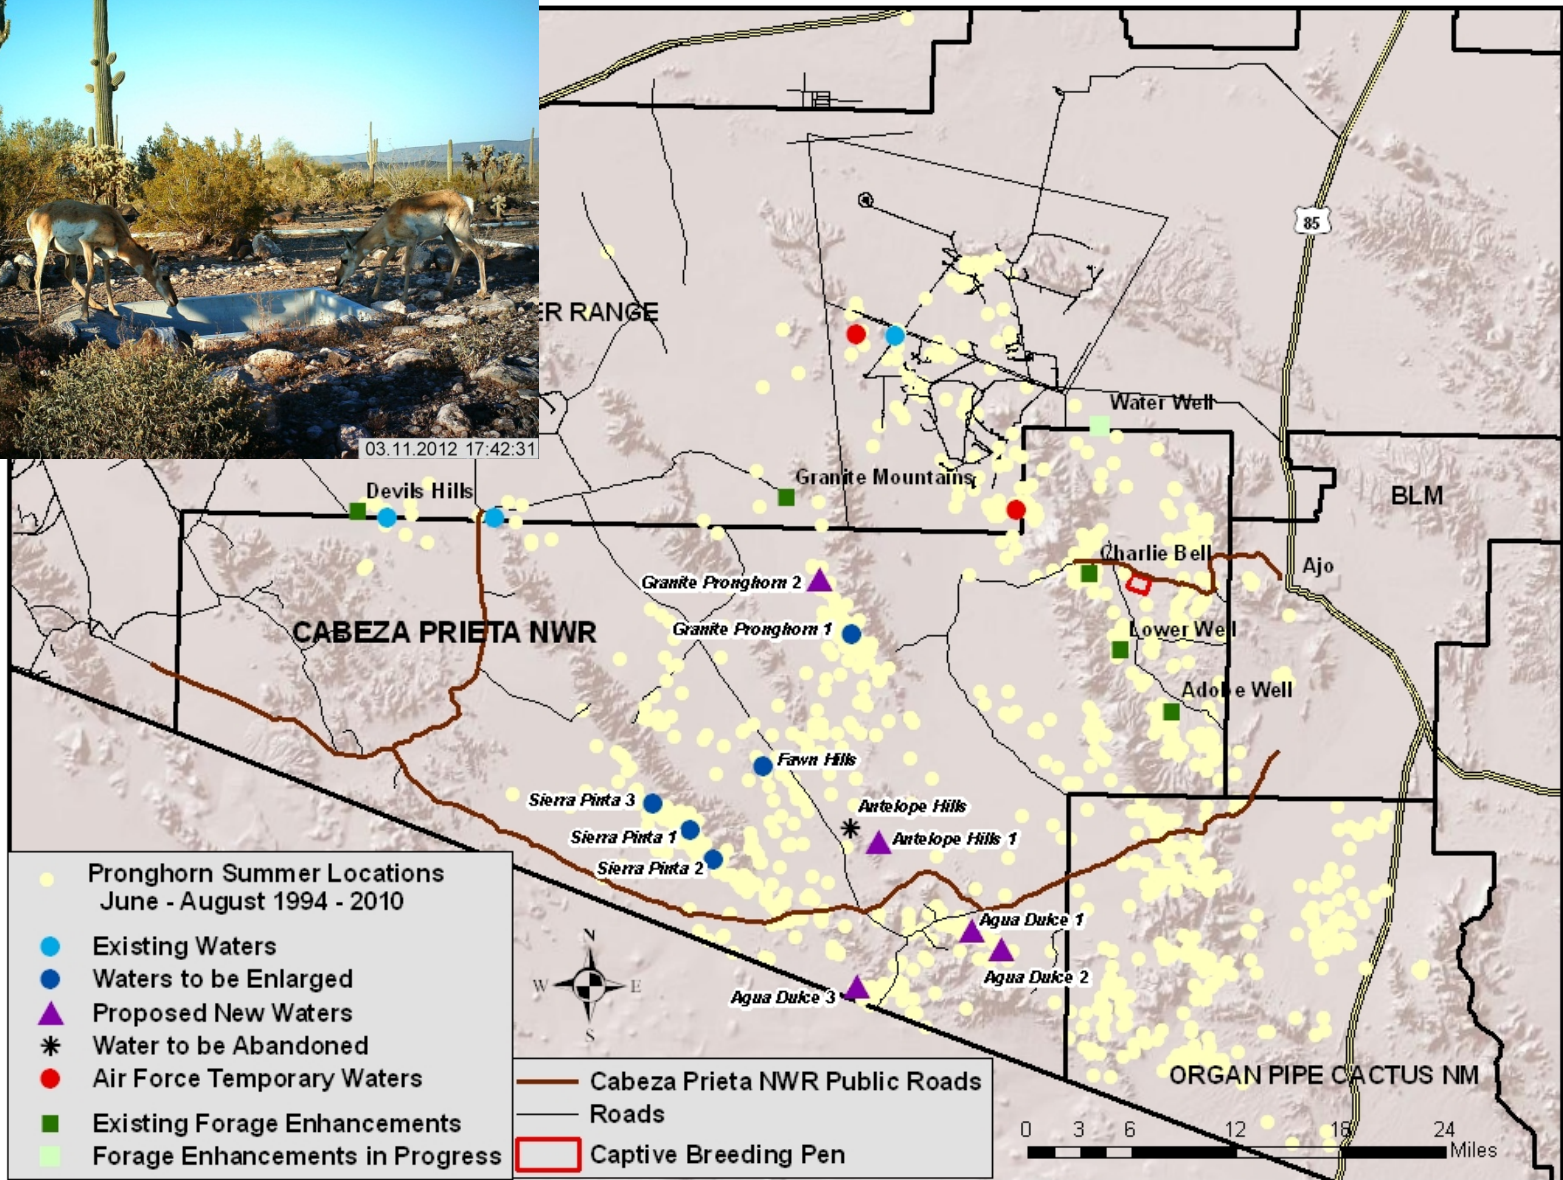 03.11.2012 17:42:31
ER RANGE
85
Water Well
Granite Mountains
Devils Hills
BLM
Charlie Bell
Ajo
Granite Pronghorn 2
CABEZA PRIETA NWR
Granite Pronghorn 1
Lower Well
Adobe Well
Fawn Hills
Sierra Pinta 3
Antelope Hills
Sierra Pinta 1
Antelope Hills 1
Sierra Pinta 2
Agua Dulce 1
Agua Dulce 2
Agua Dulce 3
ORGAN PIPE CACTUS NM
Pronghorn Summer Locations
June - August 1994 - 2010
Existing Waters
Waters to be Enlarged
Proposed New Waters
Water to be Abandoned
Air Force Temporary Waters
Existing Forage Enhancements
Forage Enhancements in Progress
N
W E
S
Cabeza Prieta NWR Public Roads
Roads
Captive Breeding Pen
0 3 6 12 18 24
Miles